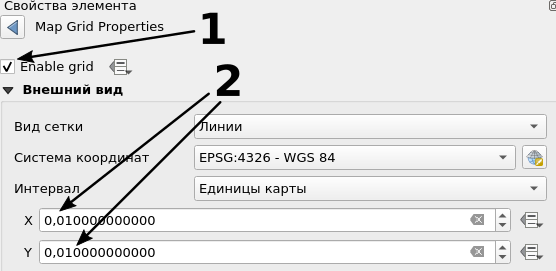 Свойства элемента
Map Grid Properties
1
Enable grid
2
Внешний вид
Вид сетки
Линии
Система координат
EPSG:4326 - WGS 84
Интервал
Единицы карты
X 0,010000000000
Y 0,010000000000